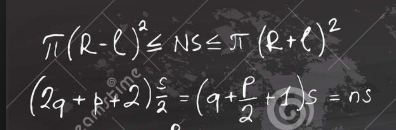 π(R-ℓ)²≤ NS ≤ π(R+ℓ)²
(2q+p+2)s/2 = (q+p/2+1)s = ns